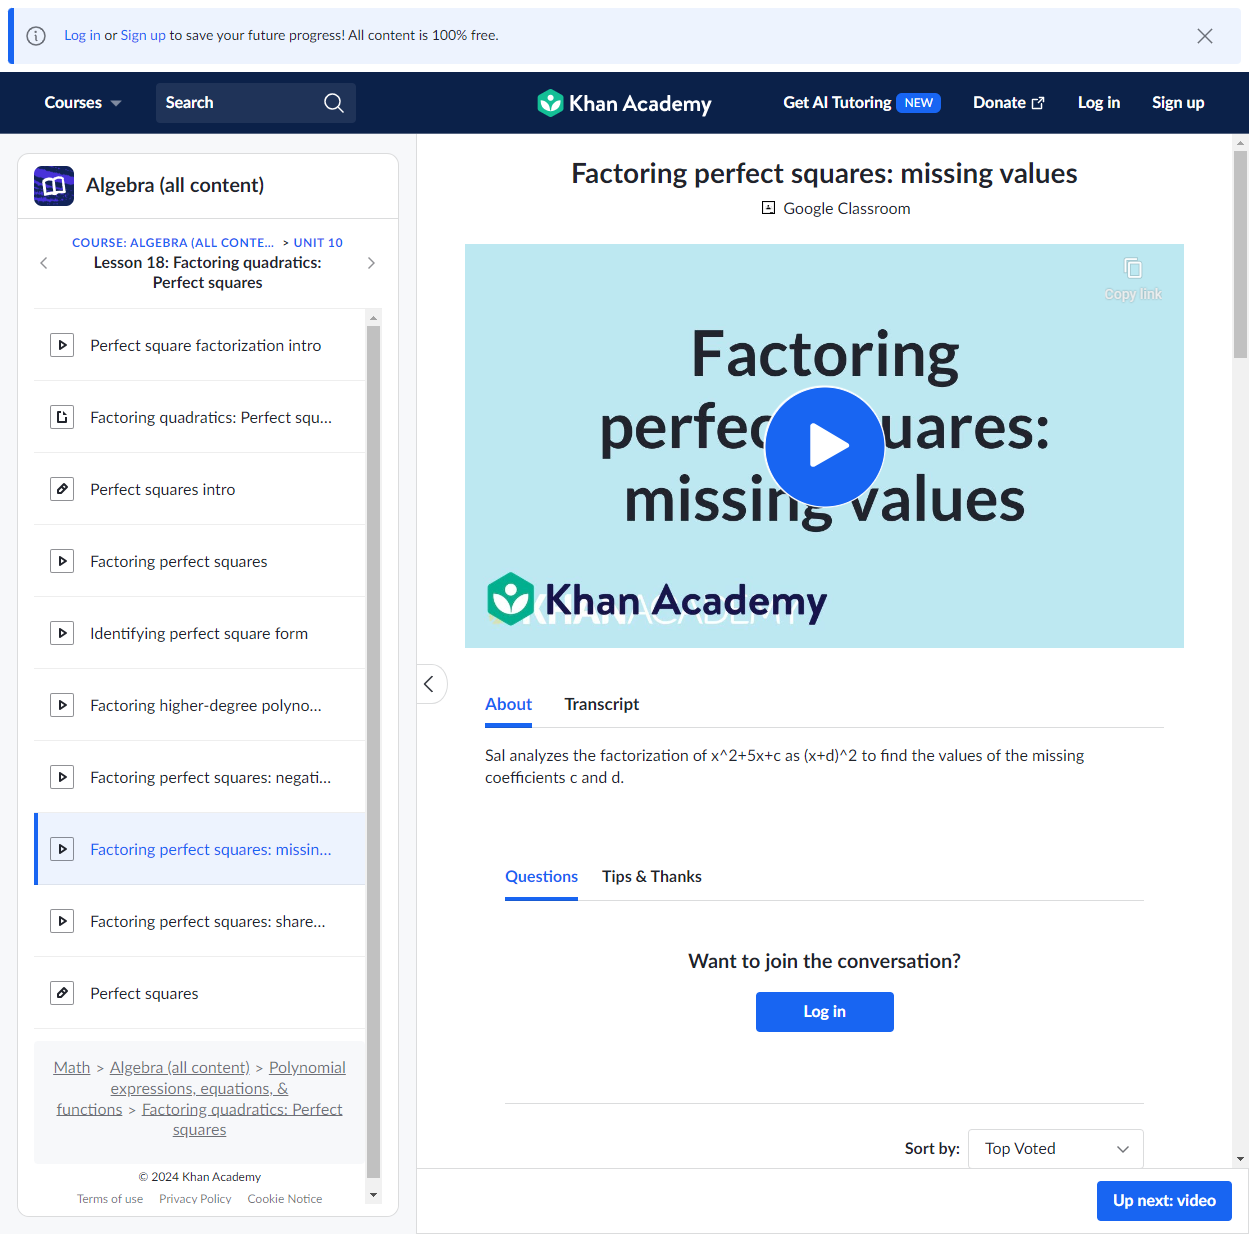 Log in or Sign up to save your future progress! All content is 100% free.
Courses
Search
Khan Academy
Get AI Tutoring NEW
Donate
Log in
Sign up
Algebra (all content)
COURSE: ALGEBRA (ALL CONTE... > UNIT 10
Lesson 18: Factoring quadratics:
Perfect squares
Perfect square factorization intro
Factoring quadratics: Perfect squ...
Perfect squares intro
Factoring perfect squares
Identifying perfect square form
Factoring higher-degree polyno...
Factoring perfect squares: negati...
Factoring perfect squares: missin...
Factoring perfect squares: share...
Perfect squares
Math > Algebra (all content) > Polynomial
expressions, equations, &
functions > Factoring quadratics: Perfect
squares
© 2024 Khan Academy
Terms of use Privacy Policy Cookie Notice
Factoring perfect squares: missing values
Google Classroom
Copy link
Factoring
perfec uares:
missing values
Khan Academy
KHANACADEMY
About
Transcript
Sal analyzes the factorization of x^2+5x+c as (x+d)^2 to find the values of the missing
coefficients c and d.
Questions
Tips & Thanks
Want to join the conversation?
Log in
Sort by: Top Voted
Up next: video